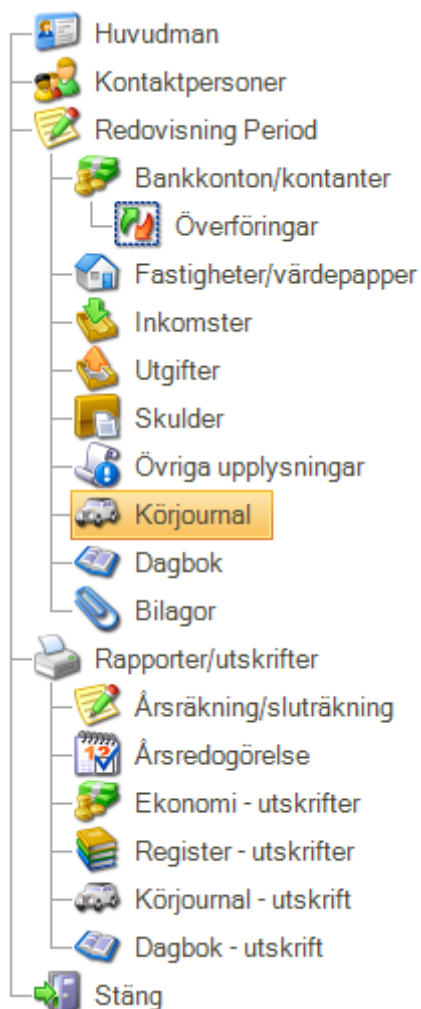 Huvudman
Kontaktpersoner
Redovisning Period
Bankkonton/kontanter
Överföringar
Fastigheter/värdepapper
Inkomster
Utgifter
Skulder
Övriga upplysningar
Körjournal
Dagbok
Bilagor
Rapporter/utskrifter
Årsräkning/sluträkning
Årsredogörelse
Ekonomi - utskrifter
Register - utskrifter
Körjournal - utskrift
Dagbok - utskrift
Stäng